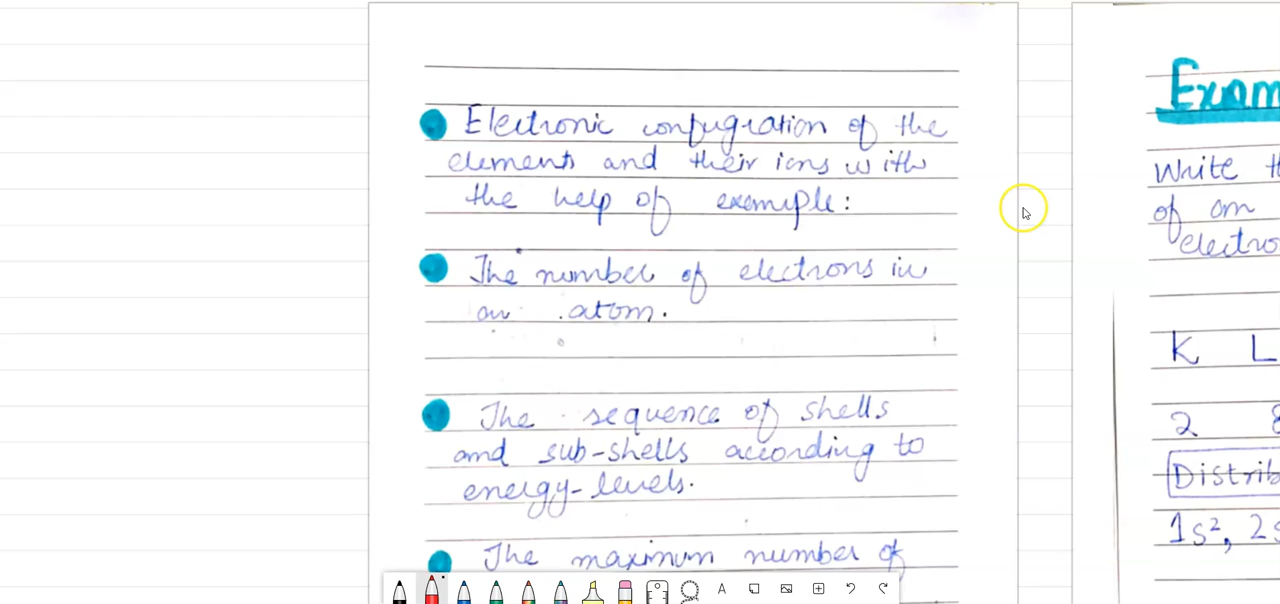 Electronic confugration of the
elements and their ions with
the help of example:
The number of electrons in
an atom.
The sequence of shells
and sub-shells according to
energy-levels.
The maximum number of
Exam
Write th
of an
electro
K L
2 8
Distrib
1s², 2s
A